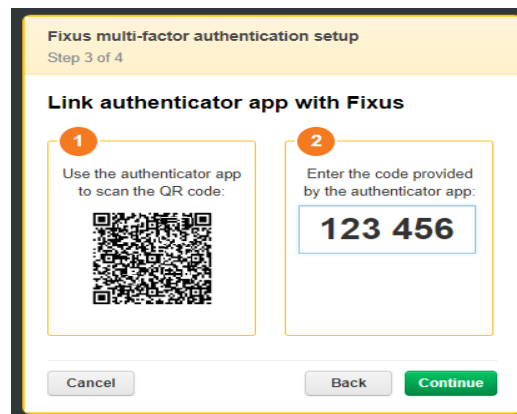 Fixus multi-factor authentication setup
Step 3 of 4
Link authenticator app with Fixus
1
Use the authenticator app
to scan the QR code:
2
Enter the code provided
by the authenticator app:
123 456
Cancel
Back
Continue